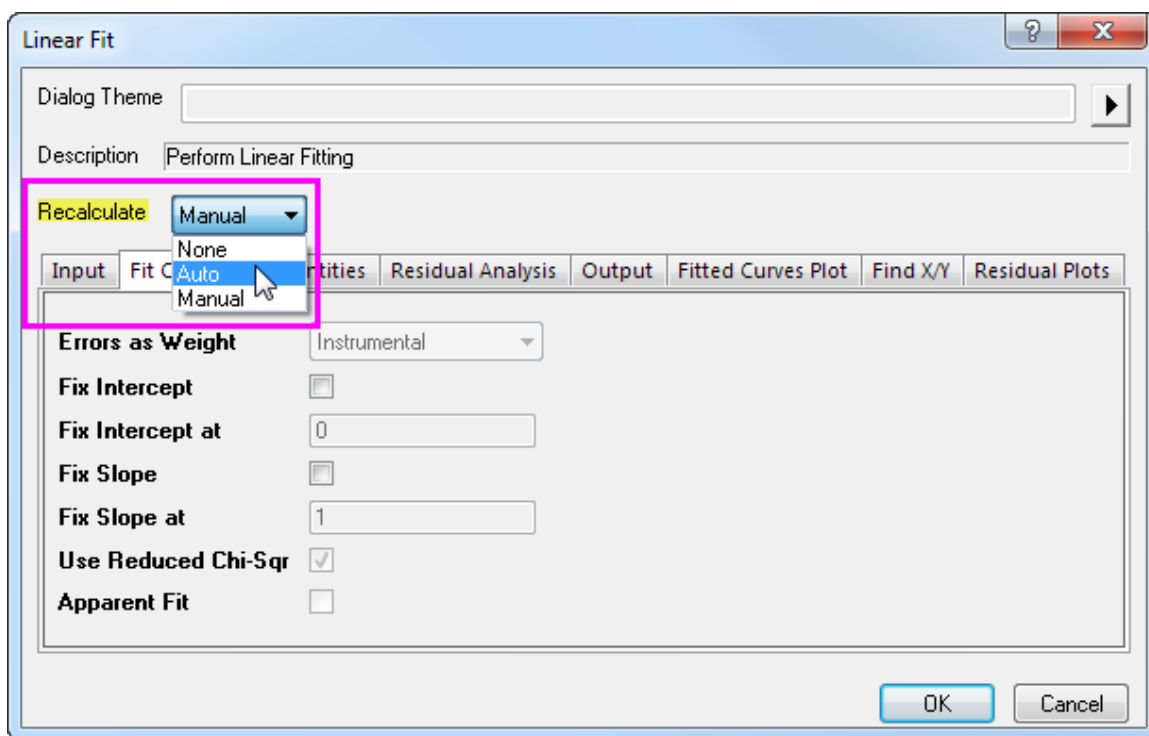 Linear Fit
Dialog Theme
Description Perform Linear Fitting
Recalculate Manual
None
Auto
Manual
Input Fit C ntities Residual Analysis Output Fitted Curves Plot Find X/Y Residual Plots
Errors as Weight Instrumental
Fix Intercept
Fix Intercept at 0
Fix Slope
Fix Slope at 1
Use Reduced Chi-Sqr
Apparent Fit
OK Cancel